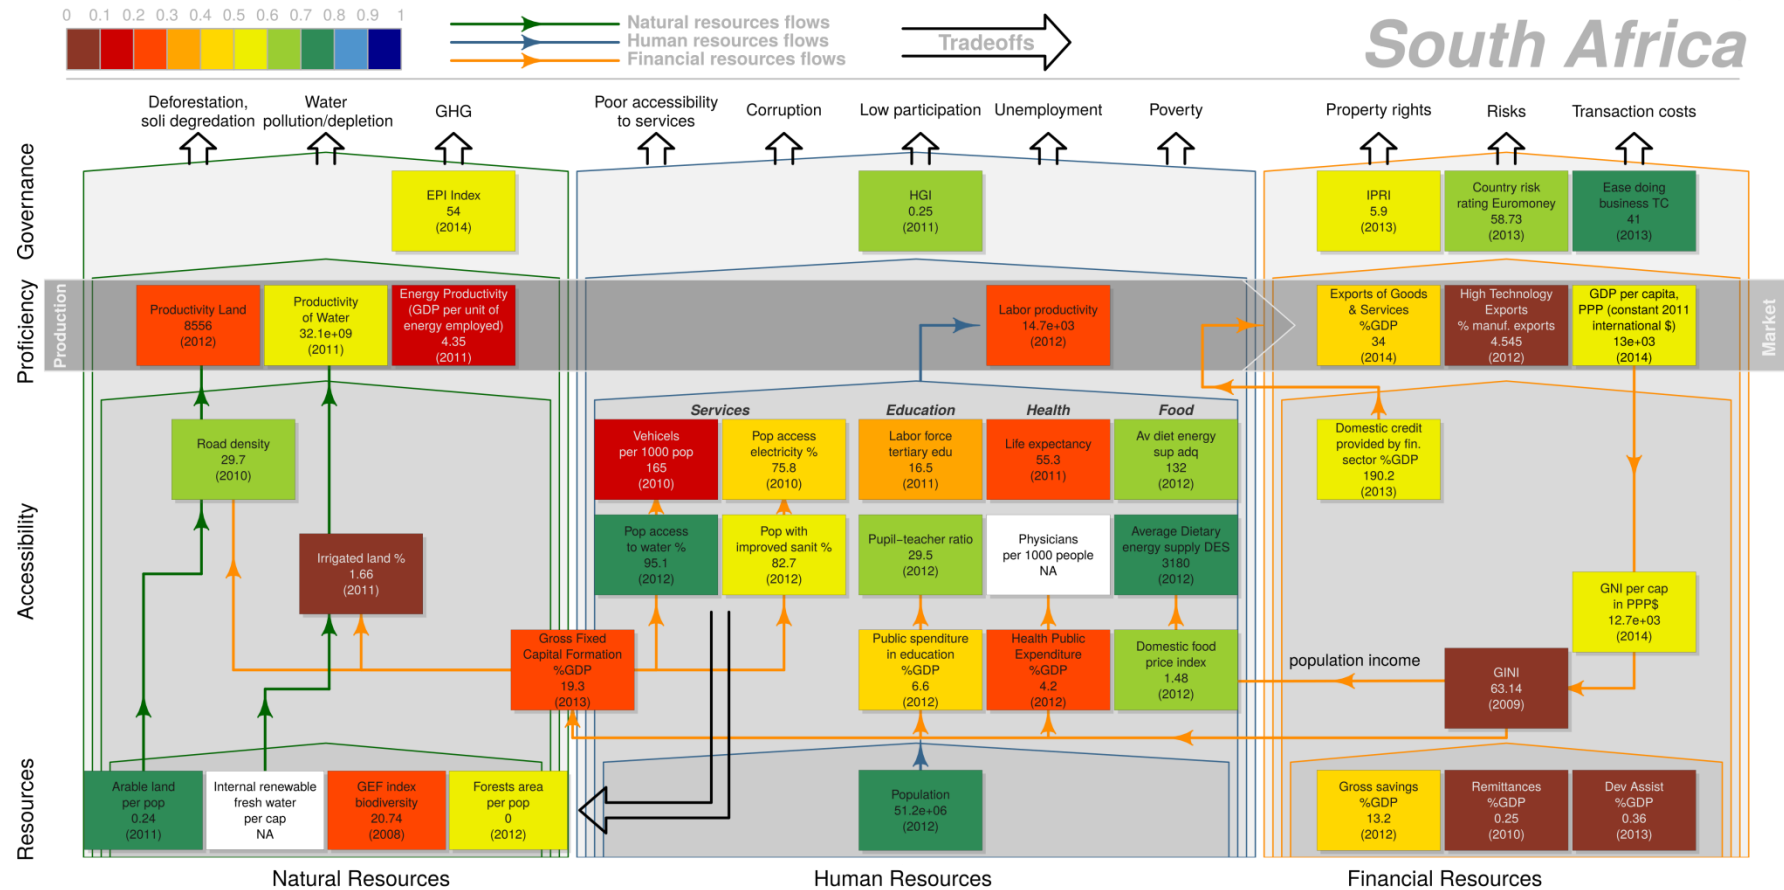 0 0.1 0.2 0.3 0.4 0.5 0.6 0.7 0.8 0.9 1
Natural resources flows
Human resources flows
Financial resources flows
Tradeoffs
South Africa
Deforestation,
soli degredation
Water
pollution/depletion
GHG
Poor accessibility
to services
Corruption
Low participation
Unemployment
Poverty
Property rights
Risks
Transaction costs
Governance
EPI Index
54
(2014)
HGI
0.25
(2011)
IPRI
5.9
(2013)
Country risk
rating Euromoney
58.73
(2013)
Ease doing
business TC
41
(2013)
Proficiency
Production
Productivity Land
8556
(2012)
Productivity
of Water
32.1e+09
(2011)
Energy Productivity
(GDP per unit of
energy employed)
4.35
(2011)
Labor productivity
14.7e+03
(2012)
Exports of Goods
& Services
%GDP
34
(2014)
High Technology
Exports
% manuf. exports
4.545
(2012)
GDP per capita,
PPP (constant 2011
international $)
13e+03
(2014)
Market
Accessibility
Road density
29.7
(2010)
Irrigated land %
1.66
(2011)
Services
Education
Health
Food
Vehicels
per 1000 pop
165
(2010)
Pop access
electricity %
75.8
(2010)
Labor force
tertiary edu
16.5
(2011)
Life expectancy
55.3
(2011)
Av diet energy
sup adq
132
(2012)
Domestic credit
provided by fin.
sector %GDP
190.2
(2013)
Pop access
to water %
95.1
(2012)
Pop with
improved sanit %
82.7
(2012)
Pupil−teacher ratio
29.5
(2012)
Physicians
per 1000 people
NA
Average Dietary
energy supply DES
3180
(2012)
GNI per cap
in PPP$
12.7e+03
(2014)
Gross Fixed
Capital Formation
%GDP
19.3
(2013)
Public spenditure
in education
%GDP
6.6
(2012)
Health Public
Expenditure
%GDP
4.2
(2012)
Domestic food
price index
1.48
(2012)
population income
GINI
63.14
(2009)
Resources
Arable land
per pop
0.24
(2011)
Internal renewable
fresh water
per cap
NA
GEF index
biodiversity
20.74
(2008)
Forests area
per pop
0
(2012)
Population
51.2e+06
(2012)
Gross savings
%GDP
13.2
(2012)
Remittances
%GDP
0.25
(2010)
Dev Assist
%GDP
0.36
(2013)
Natural Resources
Human Resources
Financial Resources